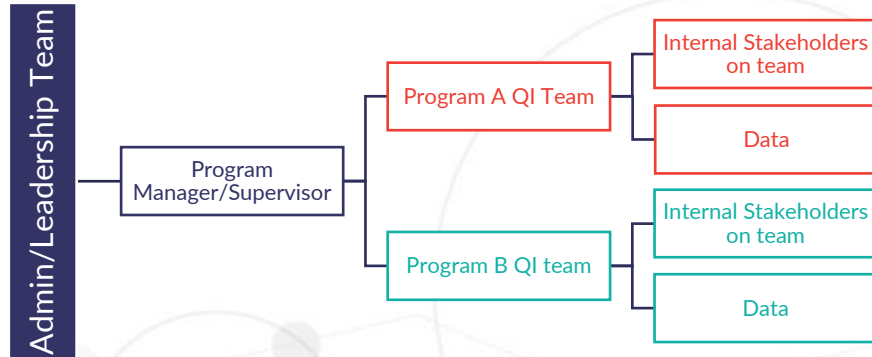 Admin/Leadership Team
Program
Manager/Supervisor
Program A QI Team
Internal Stakeholders
on team
Data
Program B QI team
Internal Stakeholders
on team
Data